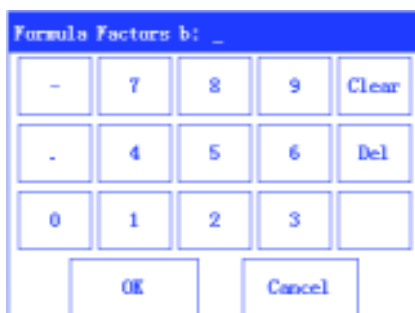 Formula Factors b: _
- 7 8 9 Clear
. 4 5 6 Del
0 1 2 3
OK Cancel